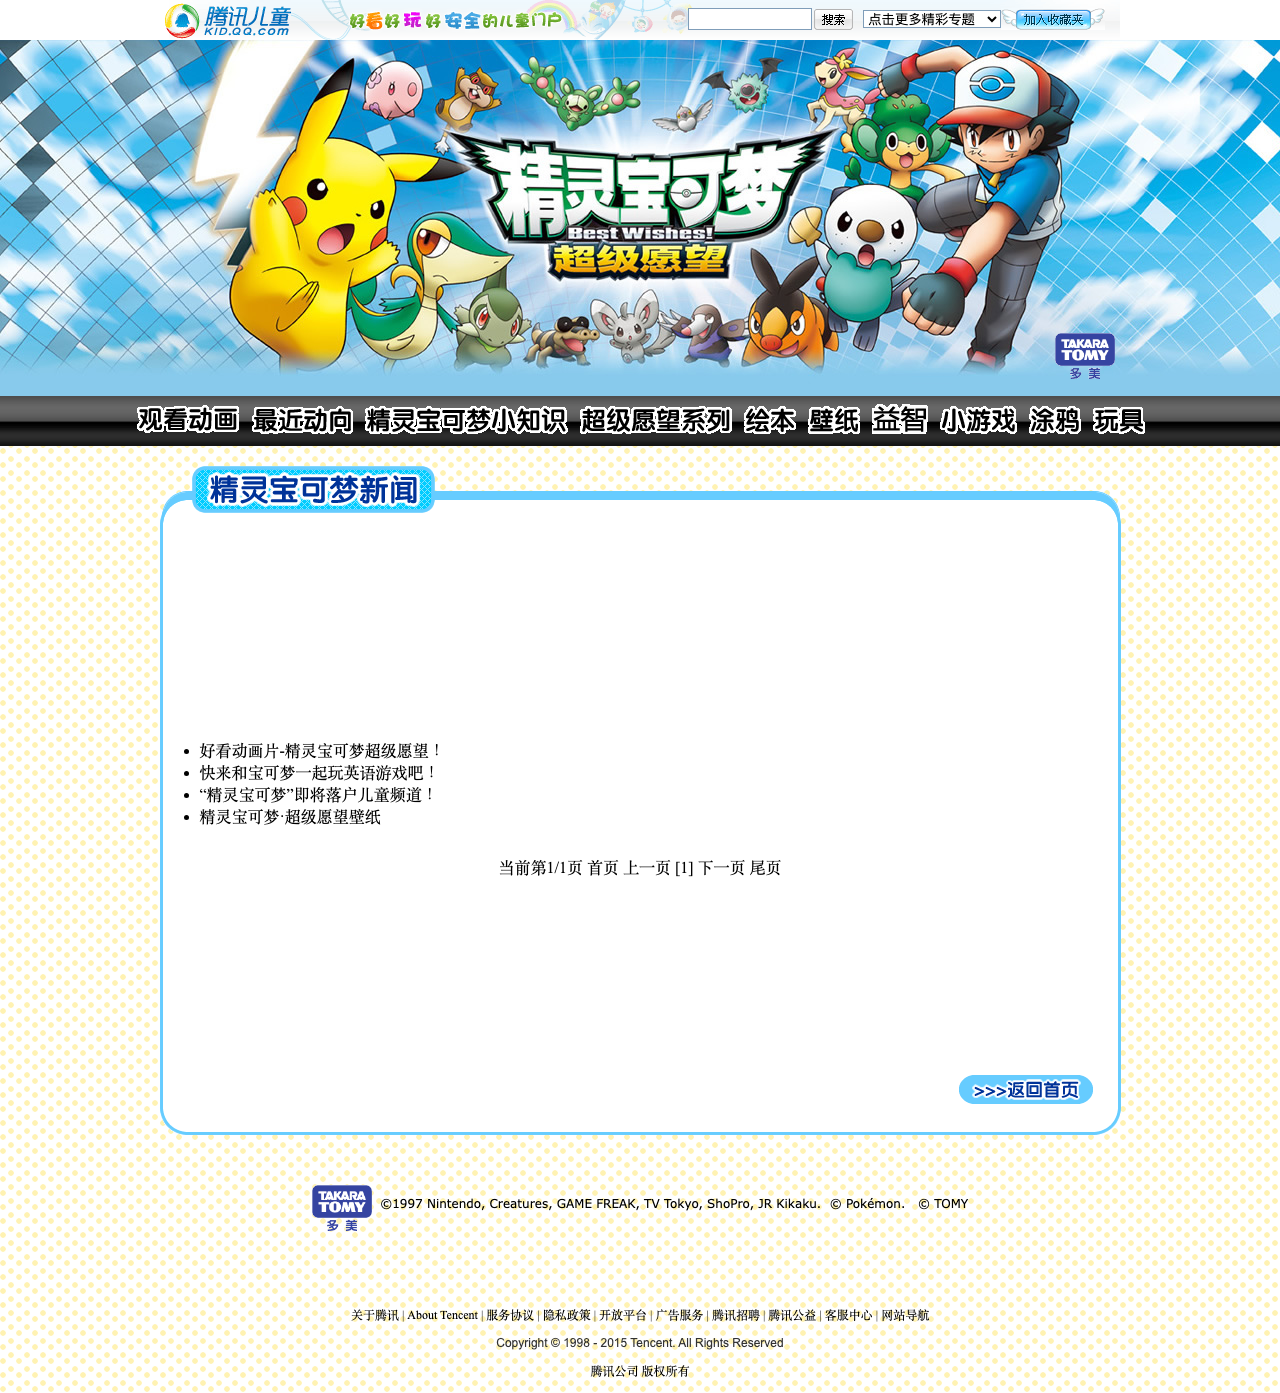 腾讯儿童
KID.QQ.COM
好看好玩好安全的儿童门户
搜索
点击更多精彩专题
加入收藏夹
精灵宝可梦
Best Wishes!
超级愿望
TAKARA
TOMY
多 美
观看动画 最近动向 精灵宝可梦小知识 超级愿望系列 绘本 壁纸 益智 小游戏 涂鸦 玩具
精灵宝可梦新闻
• 好看动画片-精灵宝可梦超级愿望！
• 快来和宝可梦一起玩英语游戏吧！
• “精灵宝可梦”即将落户儿童频道！
• 精灵宝可梦·超级愿望壁纸
当前第1/1页 首页 上一页 [1] 下一页 尾页
>>>返回首页
TAKARA
TOMY
多 美
©1997 Nintendo, Creatures, GAME FREAK, TV Tokyo, ShoPro, JR Kikaku. © Pokémon. © TOMY
关于腾讯 | About Tencent | 服务协议 | 隐私政策 | 开放平台 | 广告服务 | 腾讯招聘 | 腾讯公益 | 客服中心 | 网站导航
Copyright © 1998 - 2015 Tencent. All Rights Reserved
腾讯公司 版权所有